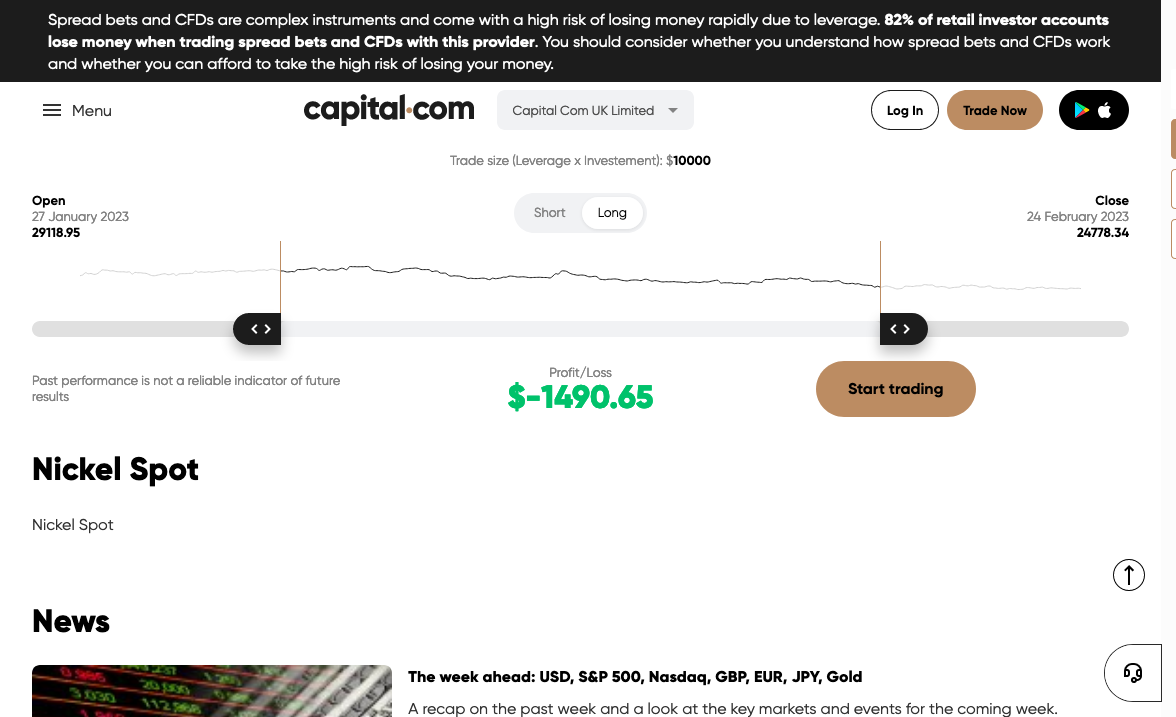 Spread bets and CFDs are complex instruments and come with a high risk of losing money rapidly due to leverage. 82% of retail investor accounts
lose money when trading spread bets and CFDs with this provider. You should consider whether you understand how spread bets and CFDs work
and whether you can afford to take the high risk of losing your money.
Menu
capital.com
Capital Com UK Limited
Log In
Trade Now
Trade size (Leverage x Investement): $10000
Open
27 January 2023
29118.95
Short
Long
Close
24 February 2023
24778.34
Past performance is not a reliable indicator of future
results
Profit/Loss
$-1490.65
Start trading
Nickel Spot
Nickel Spot
News
3,030
20,000
The week ahead: USD, S&P 500, Nasdaq, GBP, EUR, JPY, Gold
A recap on the past week and a look at the key markets and events for the coming week.